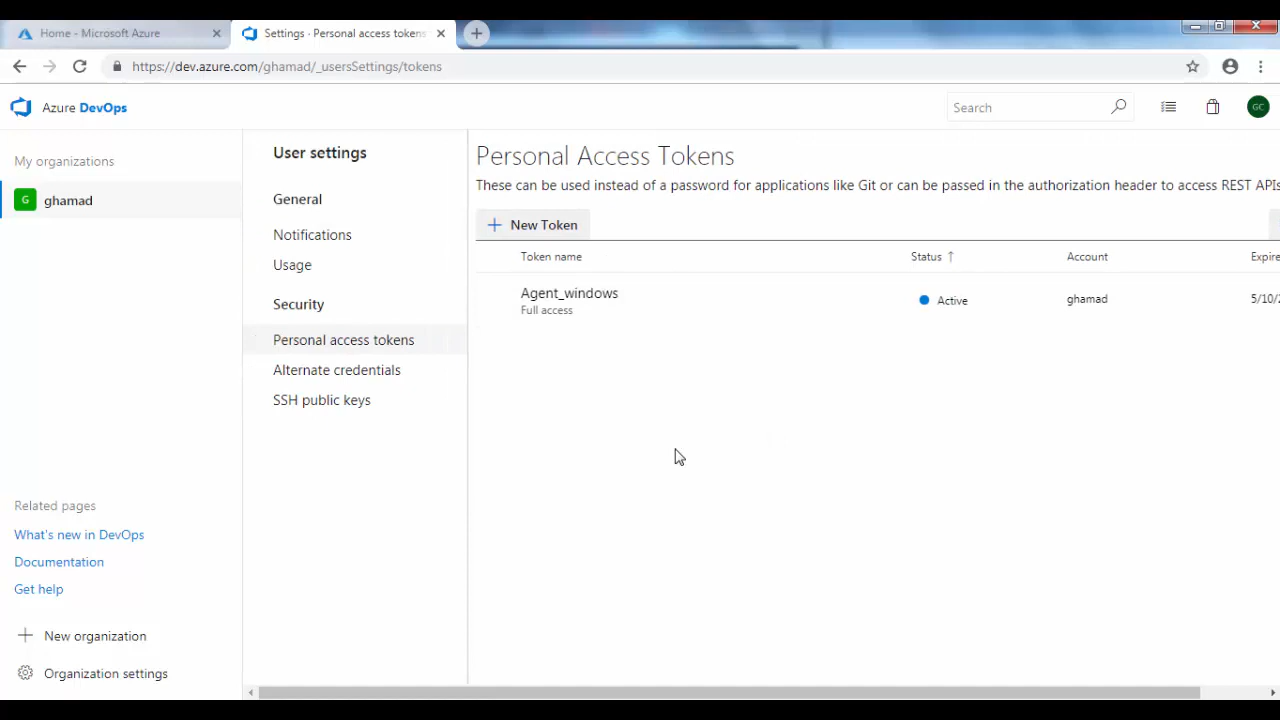 Home - Microsoft Azure
Settings · Personal access tokens
https://dev.azure.com/ghamad/_usersSettings/tokens
Azure DevOps
Search
GC
My organizations
G
ghamad
User settings
General
Notifications
Usage
Security
Personal access tokens
Alternate credentials
SSH public keys
Personal Access Tokens
These can be used instead of a password for applications like Git or can be passed in the authorization header to access REST APIs
New Token
Token name Status Account Expire
Agent_windows
Full access
Active
ghamad
5/10/2
Related pages
What's new in DevOps
Documentation
Get help
New organization
Organization settings